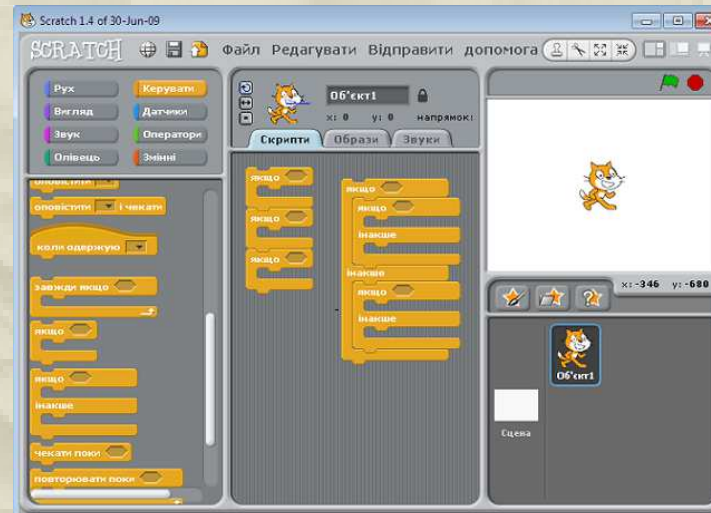 Scratch 1.4 of 30-Jun-09
SCRATCH Файл Редагувати Відправити допомога
Рух Керувати
Вигляд Датчики
Звук Оператори
Олівець Змінні
Об'єкт1
x: 0 y: 0 напрямок:
Скрипти Образи Звуки
оповістити
оповістити і чекати
коли одержую
завжди якщо
якщо
якщо
інакше
чекати поки
повторювати поки
якщо
якщо
якщо
якщо
якщо
інакше
інакше
якщо
інакше
x: -346 y: -680
Об'єкт1
Сцена